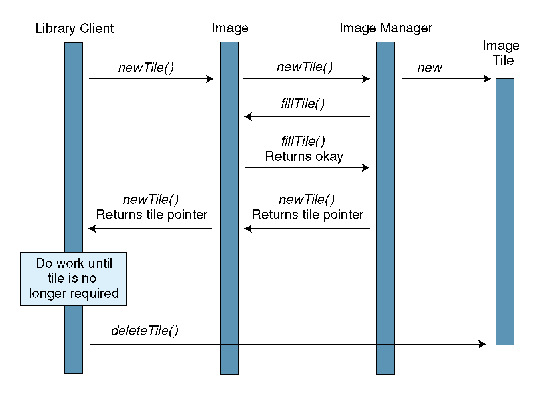 Library Client
Image
Image Manager
Image
Tile
newTile()
newTile()
new
fillTile()
fillTile()
Returns okay
newTile()
Returns tile pointer
newTile()
Returns tile pointer
Do work until
tile is no
longer required
deleteTile()